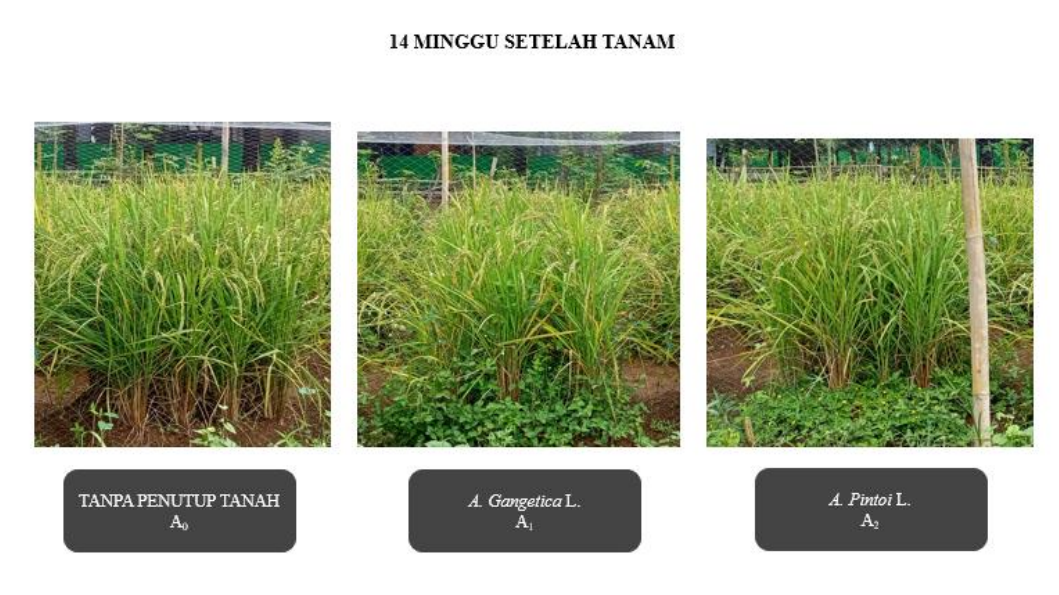 14 MINGGU SETELAH TANAM
TANPA PENUTUP TANAH
A₀
A. Gangetica L.
A₁
A. Pintoi L.
A₂